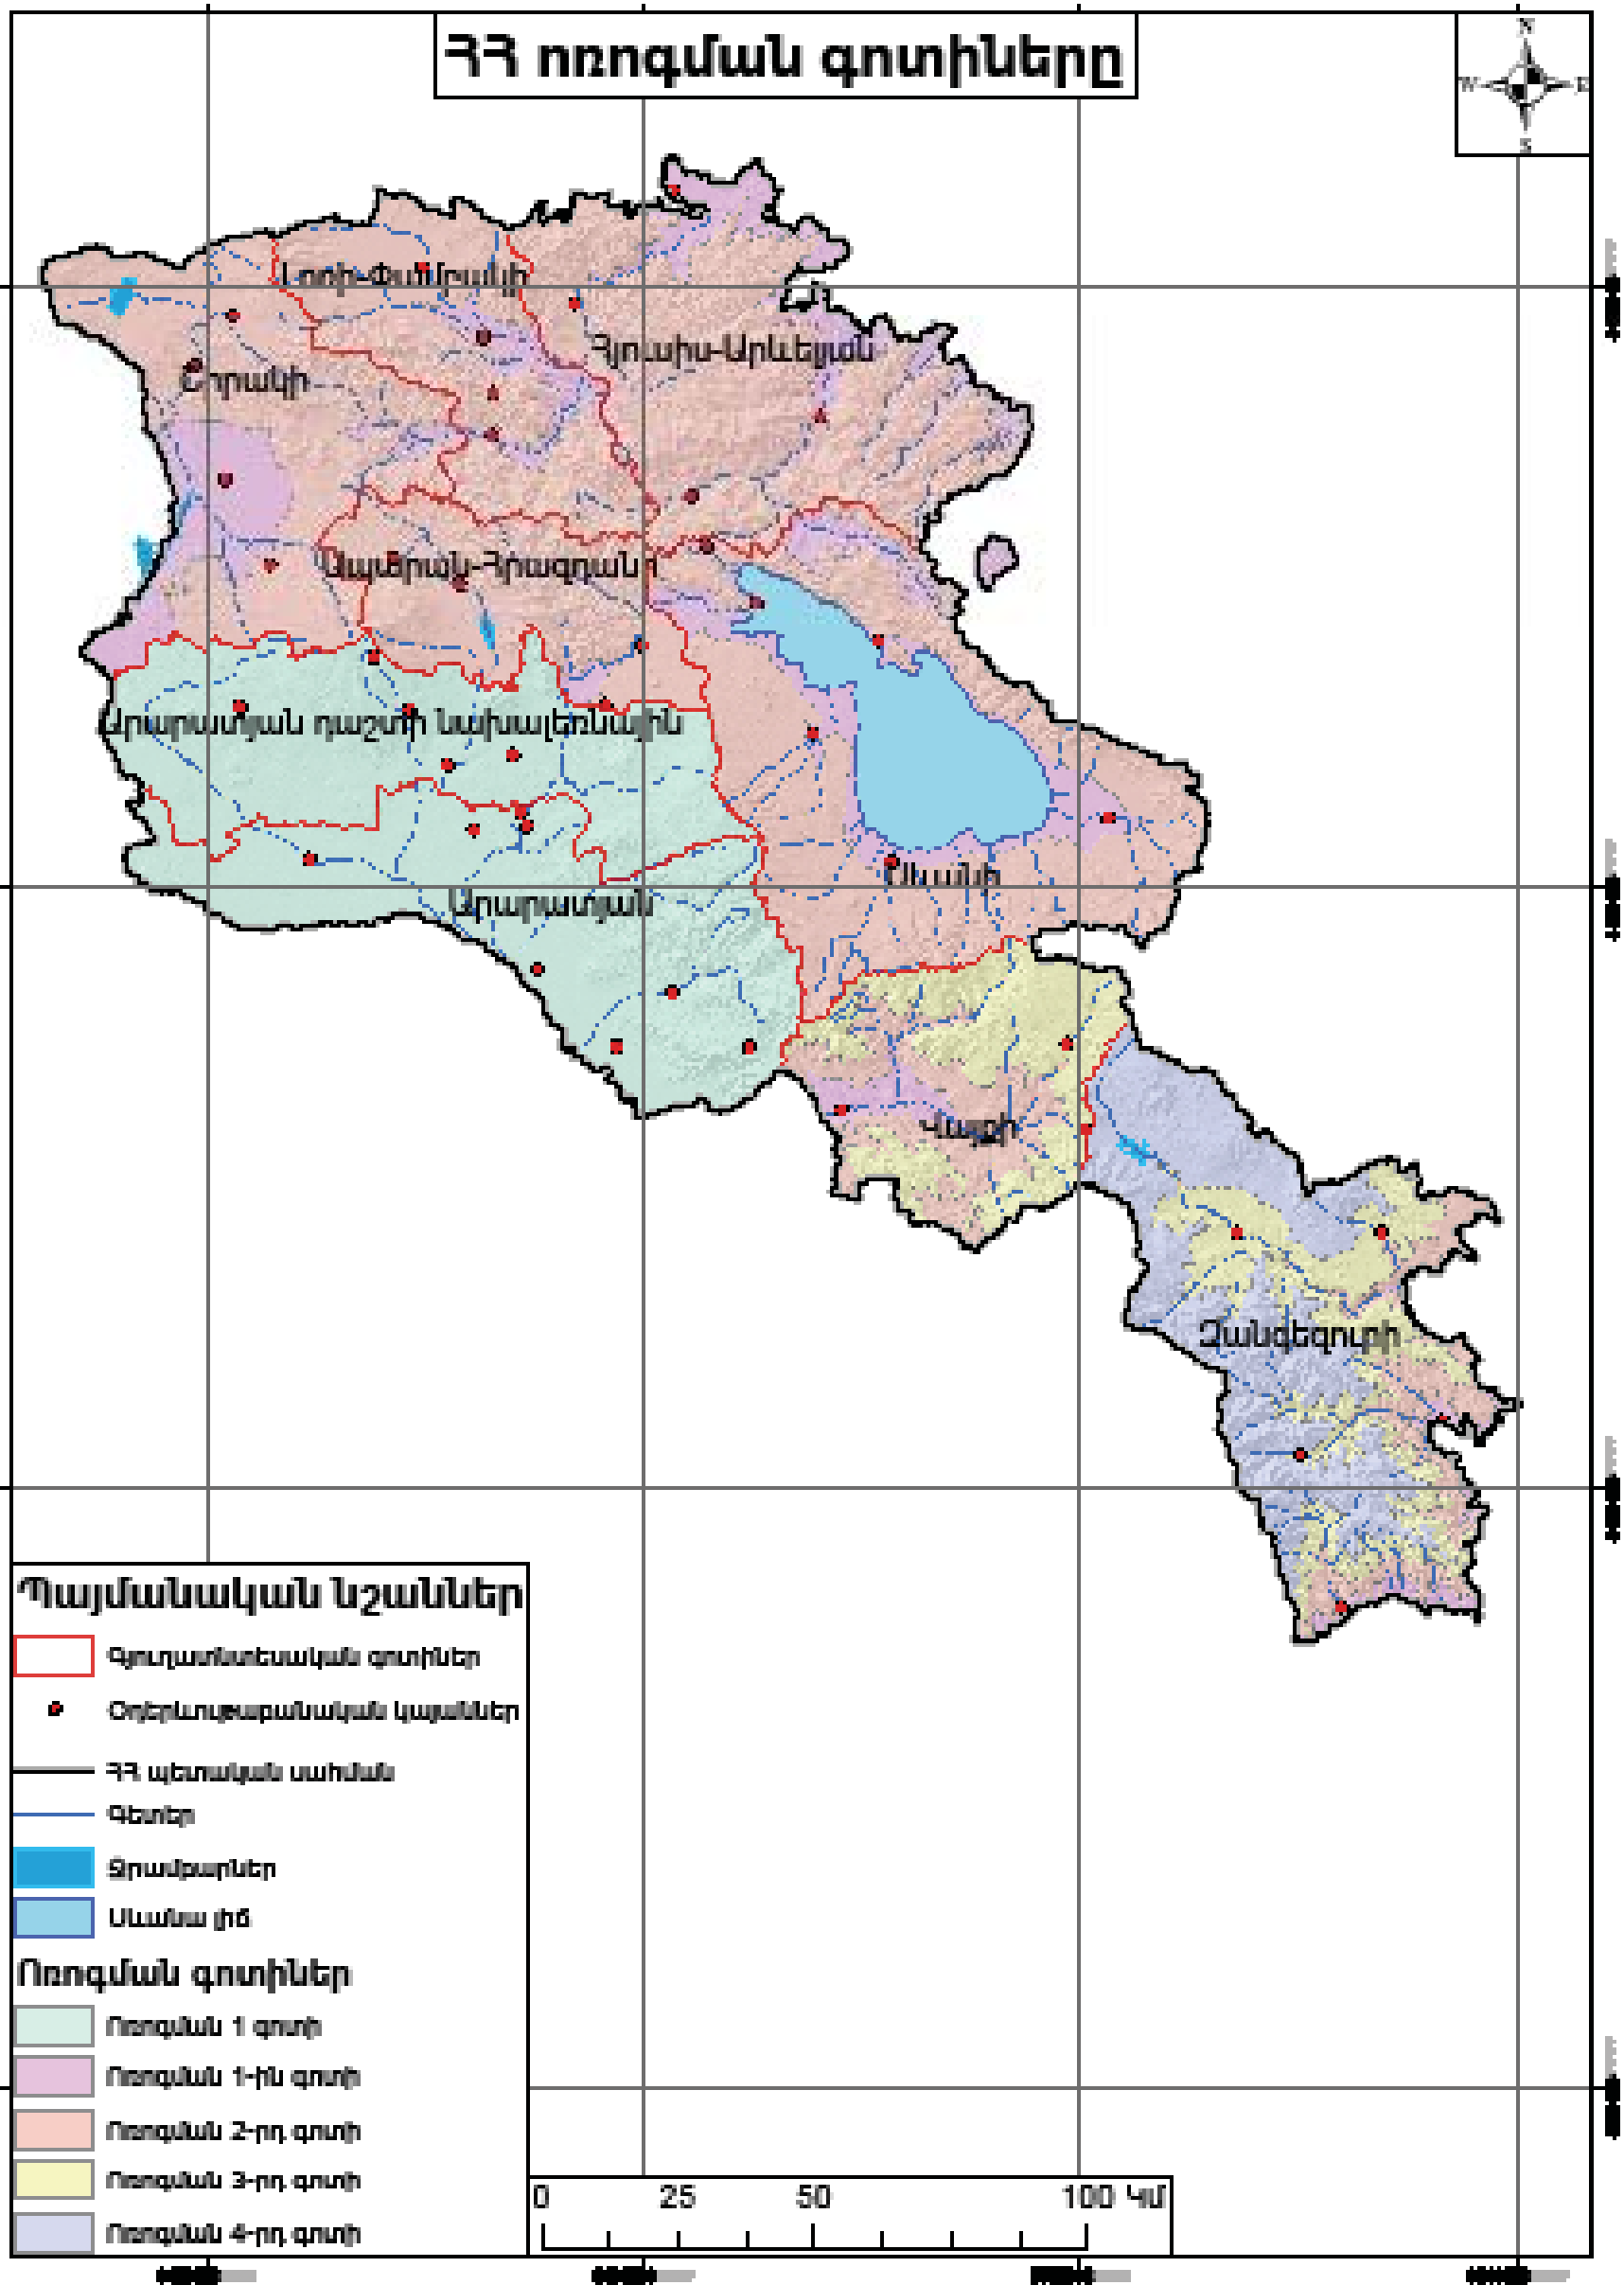 ՀՀ ոռոգման գոտիները
N
W
E
S
Լոռի-Փամբակի
Հյուսիս-Արևելյան
Շիրակի
Ապարան-Հրազդանի
Արարատյան դաշտի նախալեռնային
Սևանի
Արարատյան
Վայքի
Զանգեզուրի
Պայմանական նշաններ
Գյուղատնտեսական գոտիներ
Օդերևութաբանական կայաններ
ՀՀ պետական սահման
Գետեր
Ջրամբարներ
Սևանա լիճ
Ոռոգման գոտիներ
Ոռոգման 1 գոտի
Ոռոգման 1-ին գոտի
Ոռոգման 2-րդ գոտի
Ոռոգման 3-րդ գոտի
Ոռոգման 4-րդ գոտի
0 25 50 100 ԿՄ